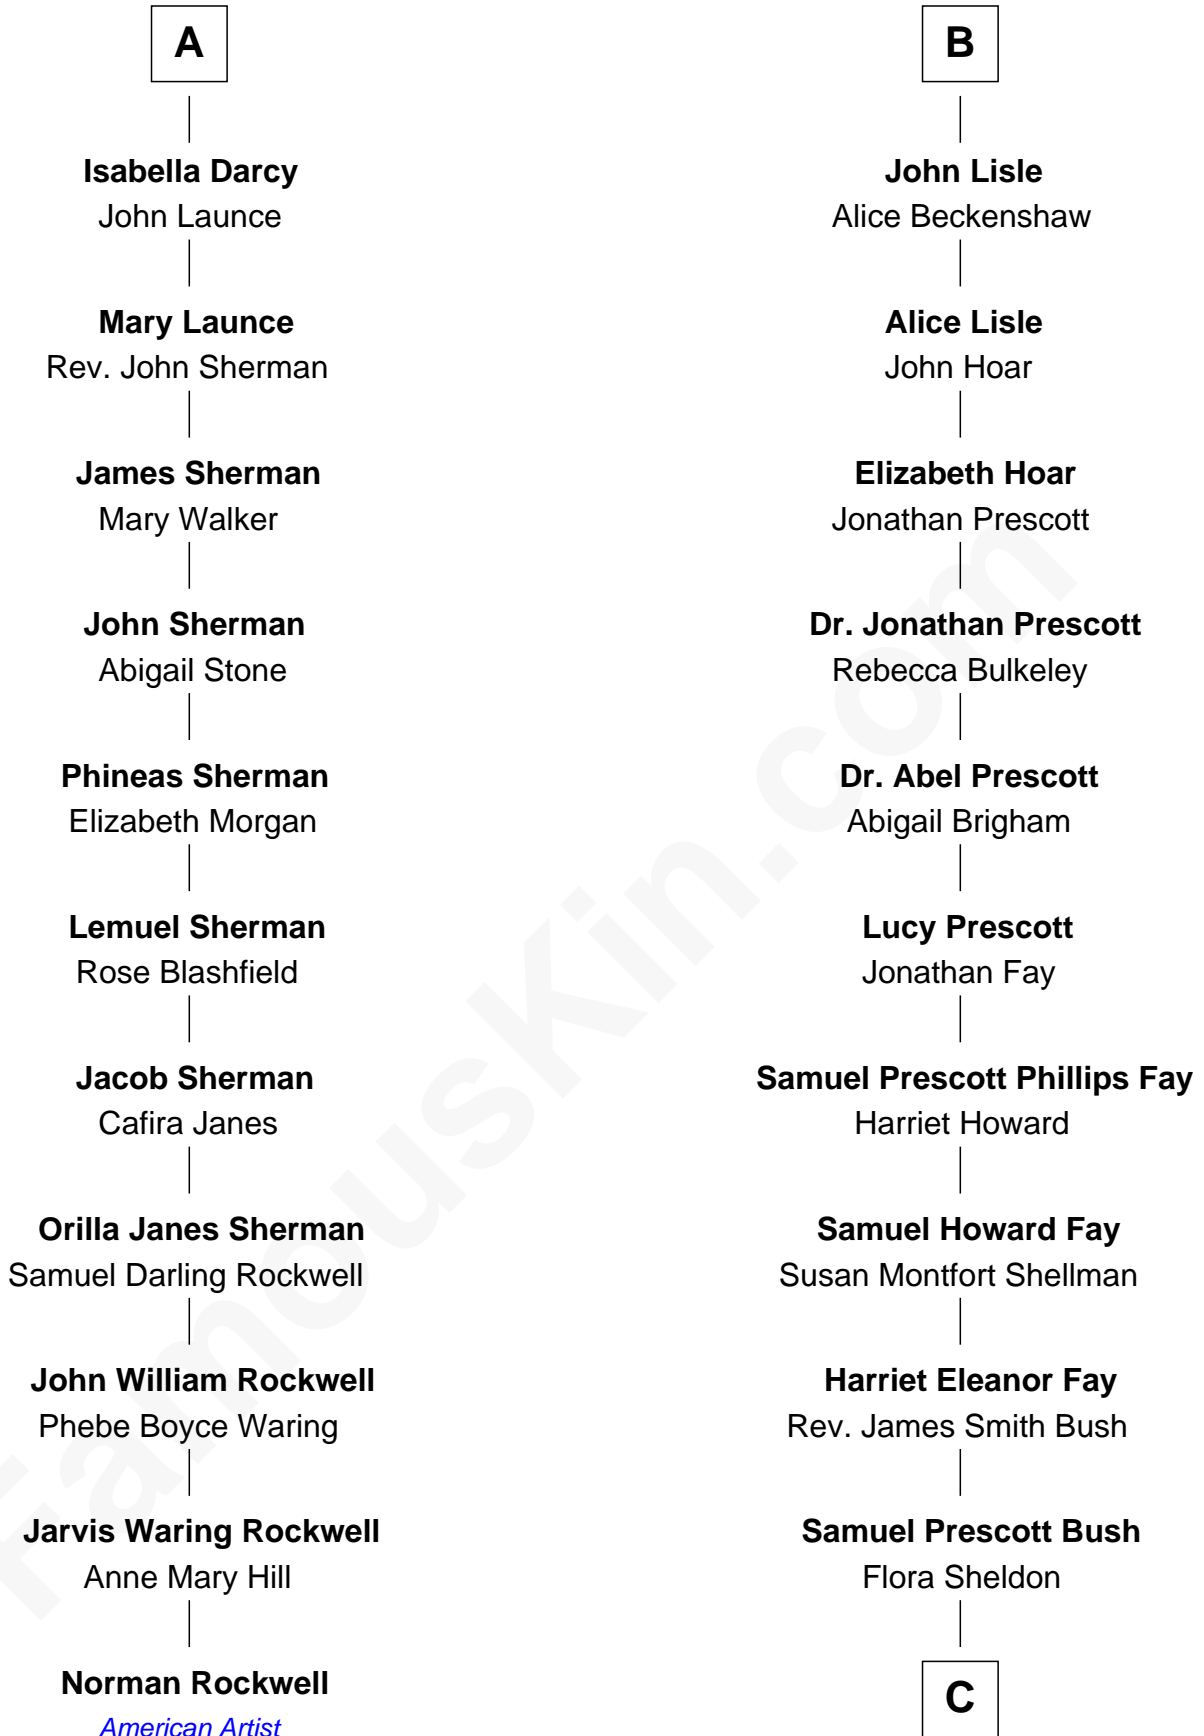 A
Isabella Darcy
John Launce
Mary Launce
Rev. John Sherman
James Sherman
Mary Walker
John Sherman
Abigail Stone
Phineas Sherman
Elizabeth Morgan
Lemuel Sherman
Rose Blashfield
Jacob Sherman
Cafira Janes
Orilla Janes Sherman
Samuel Darling Rockwell
John William Rockwell
Phebe Boyce Waring
Jarvis Waring Rockwell
Anne Mary Hill
Norman Rockwell
American Artist
B
John Lisle
Alice Beckenshaw
Alice Lisle
John Hoar
Elizabeth Hoar
Jonathan Prescott
Dr. Jonathan Prescott
Rebecca Bulkeley
Dr. Abel Prescott
Abigail Brigham
Lucy Prescott
Jonathan Fay
Samuel Prescott Phillips Fay
Harriet Howard
Samuel Howard Fay
Susan Montfort Shellman
Harriet Eleanor Fay
Rev. James Smith Bush
Samuel Prescott Bush
Flora Sheldon
C
FamousKin.com